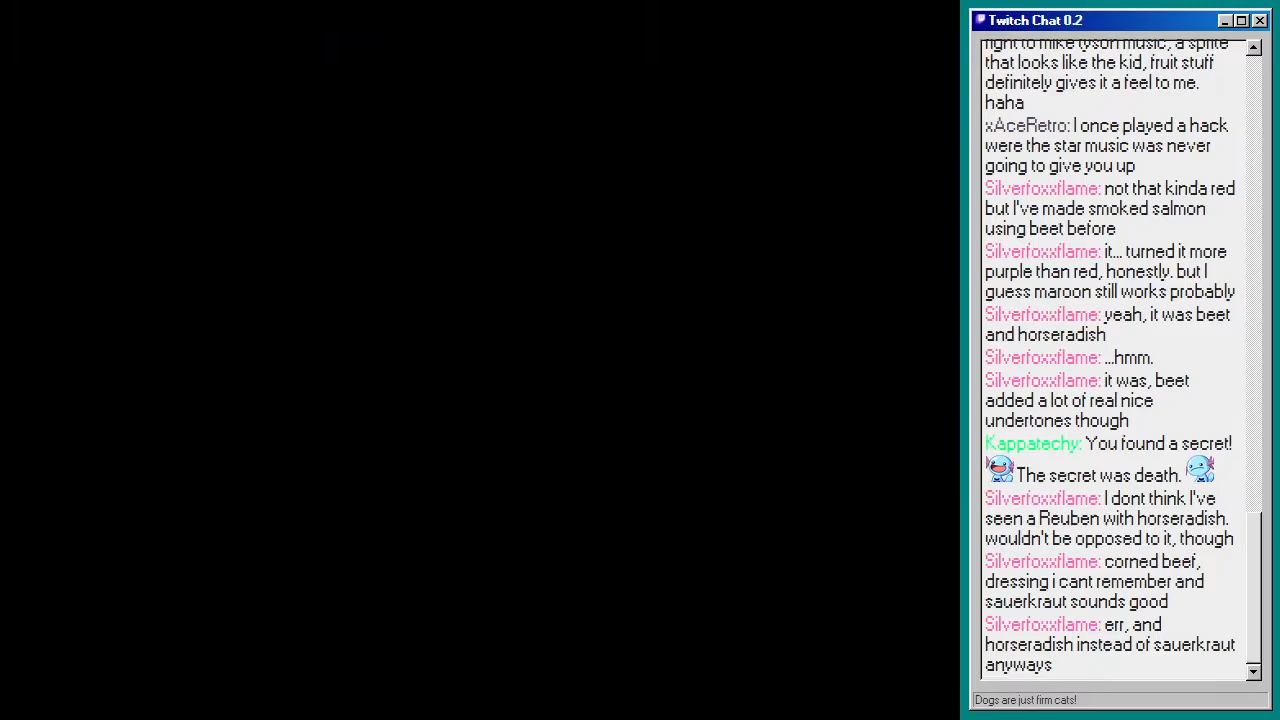 Twitch Chat 0.2
fight to mike tyson music, a sprite
that looks like the kid, fruit stuff
definitely gives it a feel to me.
haha
xAceRetro: I once played a hack
were the star music was never
going to give you up
Silverfoxxflame: not that kinda red
but I've made smoked salmon
using beet before
Silverfoxxflame: it... turned it more
purple than red, honestly. but I
guess maroon still works probably
Silverfoxxflame: yeah, it was beet
and horseradish
Silverfoxxflame: ...hmm.
Silverfoxxflame: it was, beet
added a lot of real nice
undertones though
Kappatechy: You found a secret!
The secret was death.
Silverfoxxflame: I dont think I've
seen a Reuben with horseradish.
wouldn't be opposed to it, though
Silverfoxxflame: corned beef,
dressing i cant remember and
sauerkraut sounds good
Silverfoxxflame: err, and
horseradish instead of sauerkraut
anyways
Dogs are just firm cats!